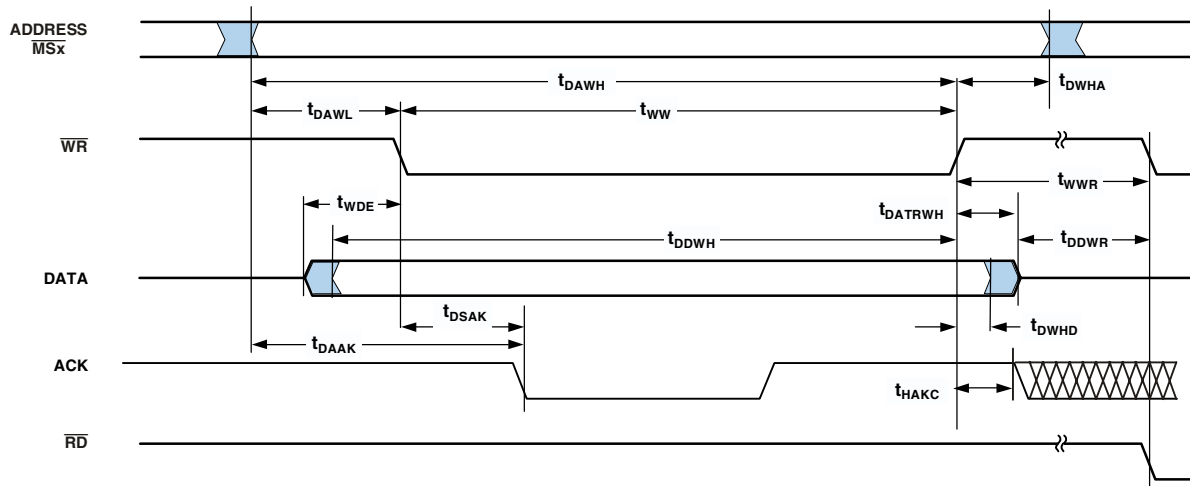 ADDRESS
MSx
tDAWH
tDWHA
tDAWL
tWW
WR
tWWR
tWDE
tDATRWH
tDDWH
tDDWR
DATA
tDSAK
tDWHD
tDAAK
ACK
tHAKC
RD